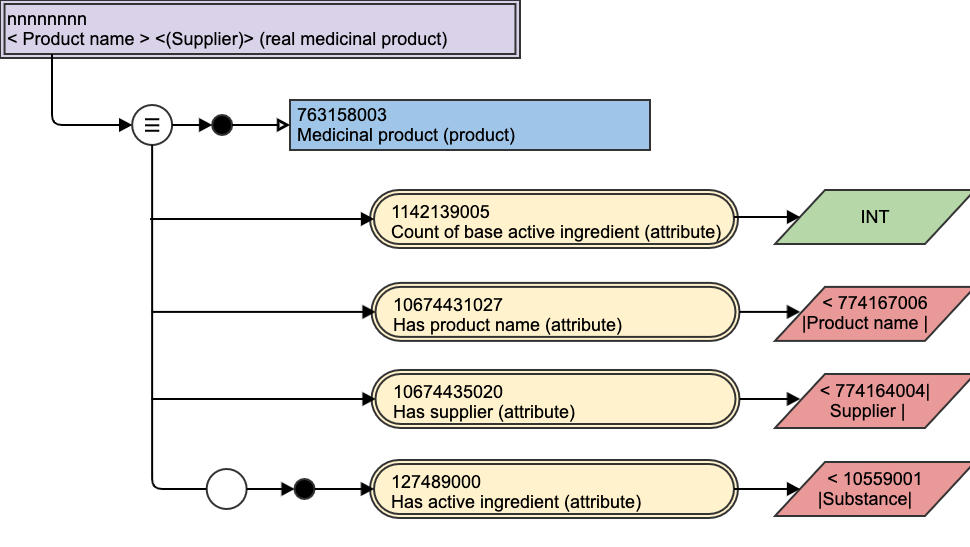 nnnnnnnn
< Product name > <(Supplier)> (real medicinal product)
763158003
Medicinal product (product)
1142139005
Count of base active ingredient (attribute)
INT
10674431027
Has product name (attribute)
< 774167006
|Product name |
10674435020
Has supplier (attribute)
< 774164004|
Supplier |
127489000
Has active ingredient (attribute)
< 10559001
|Substance|